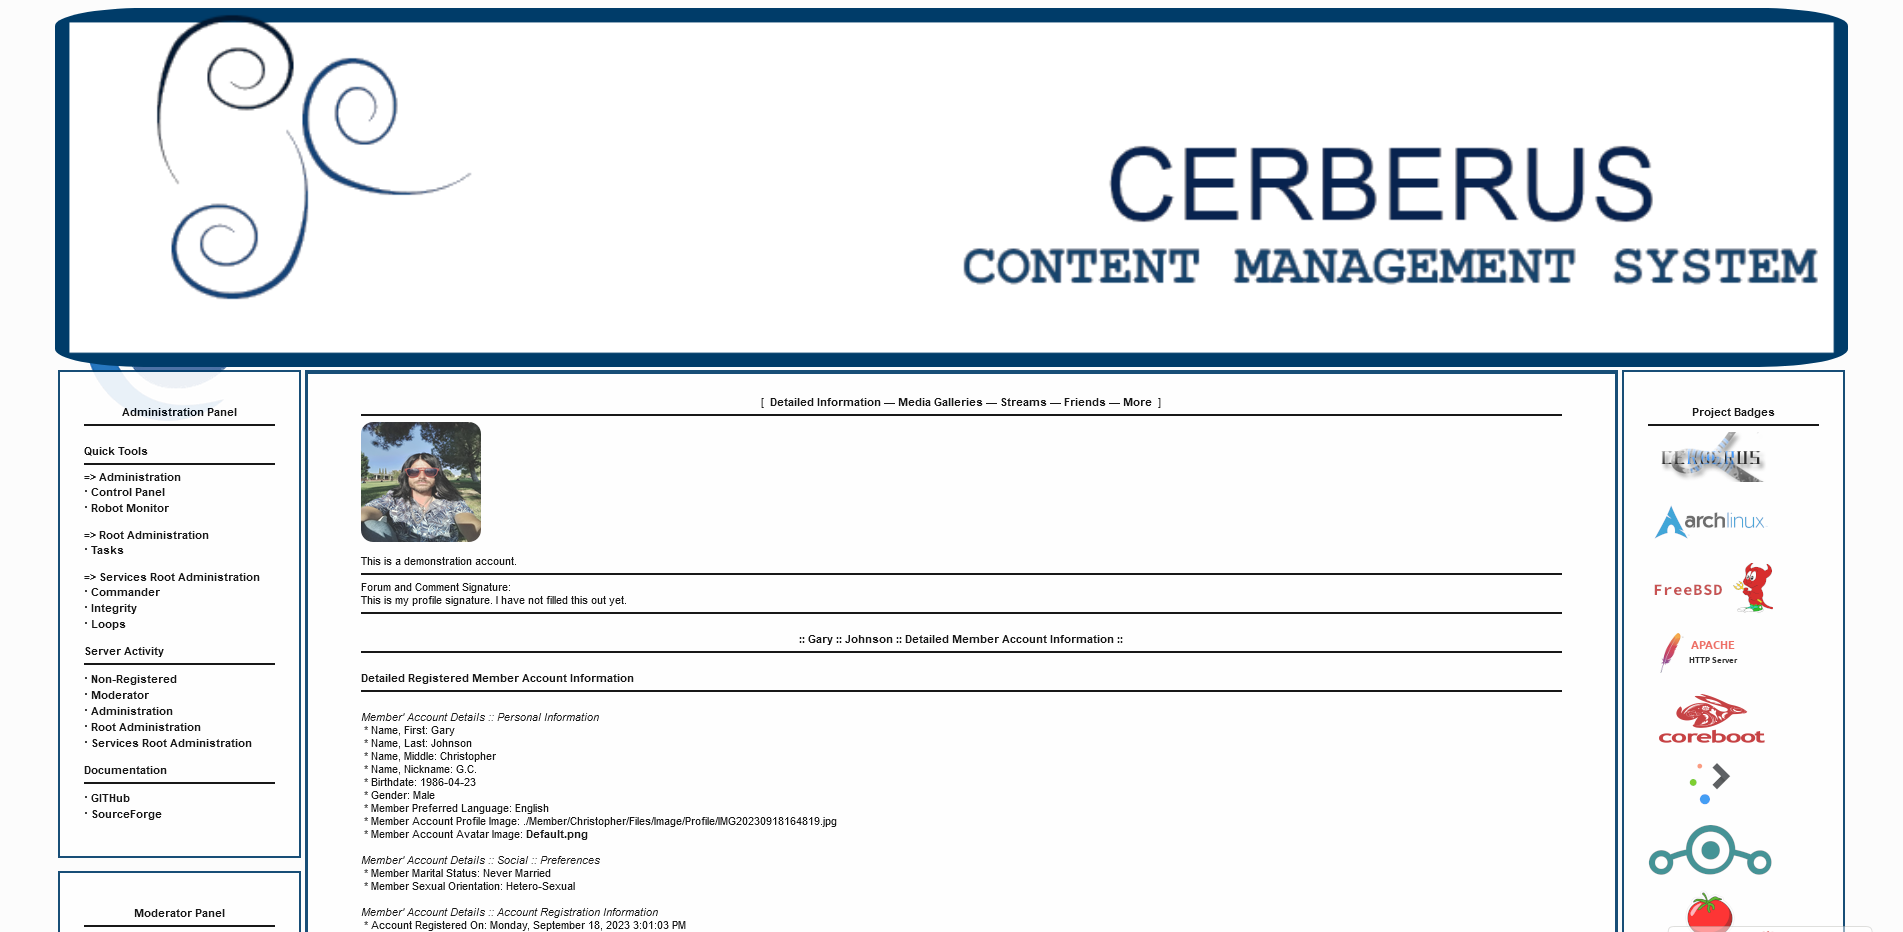 CERBERUS
CONTENT MANAGEMENT SYSTEM
Administration Panel
Quick Tools
=> Administration
· Control Panel
· Robot Monitor
=> Root Administration
· Tasks
=> Services Root Administration
· Commander
· Integrity
· Loops
Server Activity
· Non-Registered
· Moderator
· Administration
· Root Administration
· Services Root Administration
Documentation
· GITHub
· SourceForge
Moderator Panel
[ Detailed Information — Media Galleries — Streams — Friends — More ]
This is a demonstration account.
Forum and Comment Signature:
This is my profile signature. I have not filled this out yet.
:: Gary :: Johnson :: Detailed Member Account Information ::
Detailed Registered Member Account Information
Member' Account Details :: Personal Information
* Name, First: Gary
* Name, Last: Johnson
* Name, Middle: Christopher
* Name, Nickname: G.C.
* Birthdate: 1986-04-23
* Gender: Male
* Member Preferred Language: English
* Member Account Profile Image: ./Member/Christopher/Files/Image/Profile/IMG20230918164819.jpg
* Member Account Avatar Image: Default.png
Member' Account Details :: Social :: Preferences
* Member Marital Status: Never Married
* Member Sexual Orientation: Hetero-Sexual
Member' Account Details :: Account Registration Information
* Account Registered On: Monday, September 18, 2023 3:01:03 PM
Project Badges
CERBERUS
archlinux
FreeBSD
APACHE
HTTP Server
coreboot